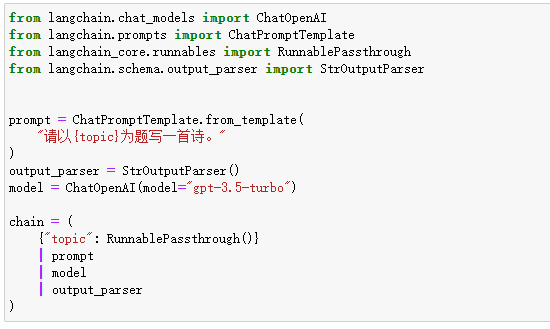 from langchain.chat_models import ChatOpenAI
from langchain.prompts import ChatPromptTemplate
from langchain_core.runnables import RunnablePassthrough
from langchain.schema.output_parser import StrOutputParser
prompt = ChatPromptTemplate.from_template(
    "请以{topic}为题写一首诗。"
)
output_parser = StrOutputParser()
model = ChatOpenAI(model="gpt-3.5-turbo")
chain = (
    {"topic": RunnablePassthrough()}
    | prompt
    | model
    | output_parser
)